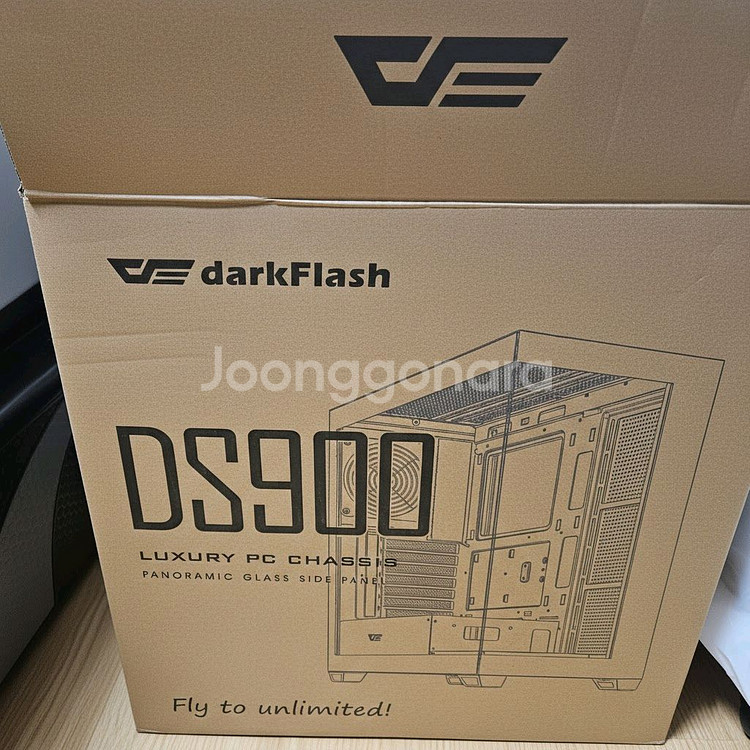 darkFlash
Joonggonara
DS900
LUXURY PC CHASSIS
PANORAMIC GLASS SIDE PANEL
Fly to unlimited!